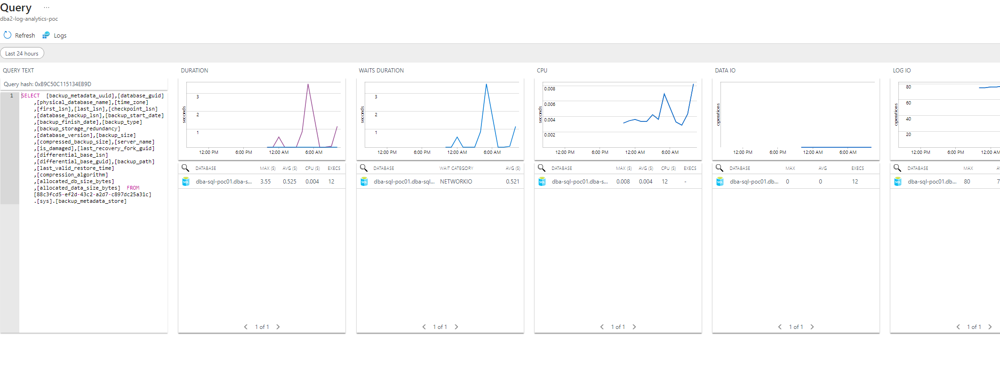 Query ...
dba2-log-analytics-poc
Refresh Logs
Last 24 hours
QUERY TEXT
Query hash: 0xB9C50C115134EB9D
1 SELECT [backup_metadata_uuid],[database_guid]
,[physical_database_name],[time_zone]
,[first_lsn],[last_lsn],[checkpoint_lsn]
,[database_backup_lsn],[backup_start_date]
,[backup_finish_date],[backup_type]
,[backup_storage_redundancy]
,[database_version],[backup_size]
,[compressed_backup_size],[server_name]
,[is_damaged],[last_recovery_fork_guid]
,[differential_base_lsn]
,[differential_base_guid],[backup_path]
,[last_valid_restore_time]
,[compression_algorithm]
,[allocated_db_size_bytes]
,[allocated_data_size_bytes] FROM
[88c3fcd5-ef2d-43c2-a2d7-c897dc25a31c]
.[sys].[backup_metadata_store]
DURATION
seconds
3
2
1
12:00 PM 6:00 PM 12:00 AM 6:00 AM
DATABASE MAX (S) AVG (S) CPU (S) EXECS
SQL dba-sql-poc01.dba-s... 3.55 0.525 0.004 12
1 of 1
WAITS DURATION
seconds
3
2
1
12:00 PM 6:00 PM 12:00 AM 6:00 AM
DATABASE WAIT CATEGORY AVG (S)
SQL dba-sql-poc01.dba-sql... NETWORKIO 0.521
1 of 1
CPU
seconds
0.008
0.006
0.004
0.002
12:00 PM 6:00 PM 12:00 AM 6:00 AM
DATABASE MAX (S) AVG (S) CPU (S) EXECS
SQL dba-sql-poc01.dba-s... 0.008 0.004 12 -
1 of 1
DATA IO
operations
12:00 PM 6:00 PM 12:00 AM 6:00 AM
DATABASE MAX AVG EXECS
SQL dba-sql-poc01.db... 0 0 12
1 of 1
LOG IO
operations
80
60
40
20
12:00 PM 6:00 PM 12:00 AM
DATABASE MAX
SQL dba-sql-poc01.db... 80 7
1 of 1